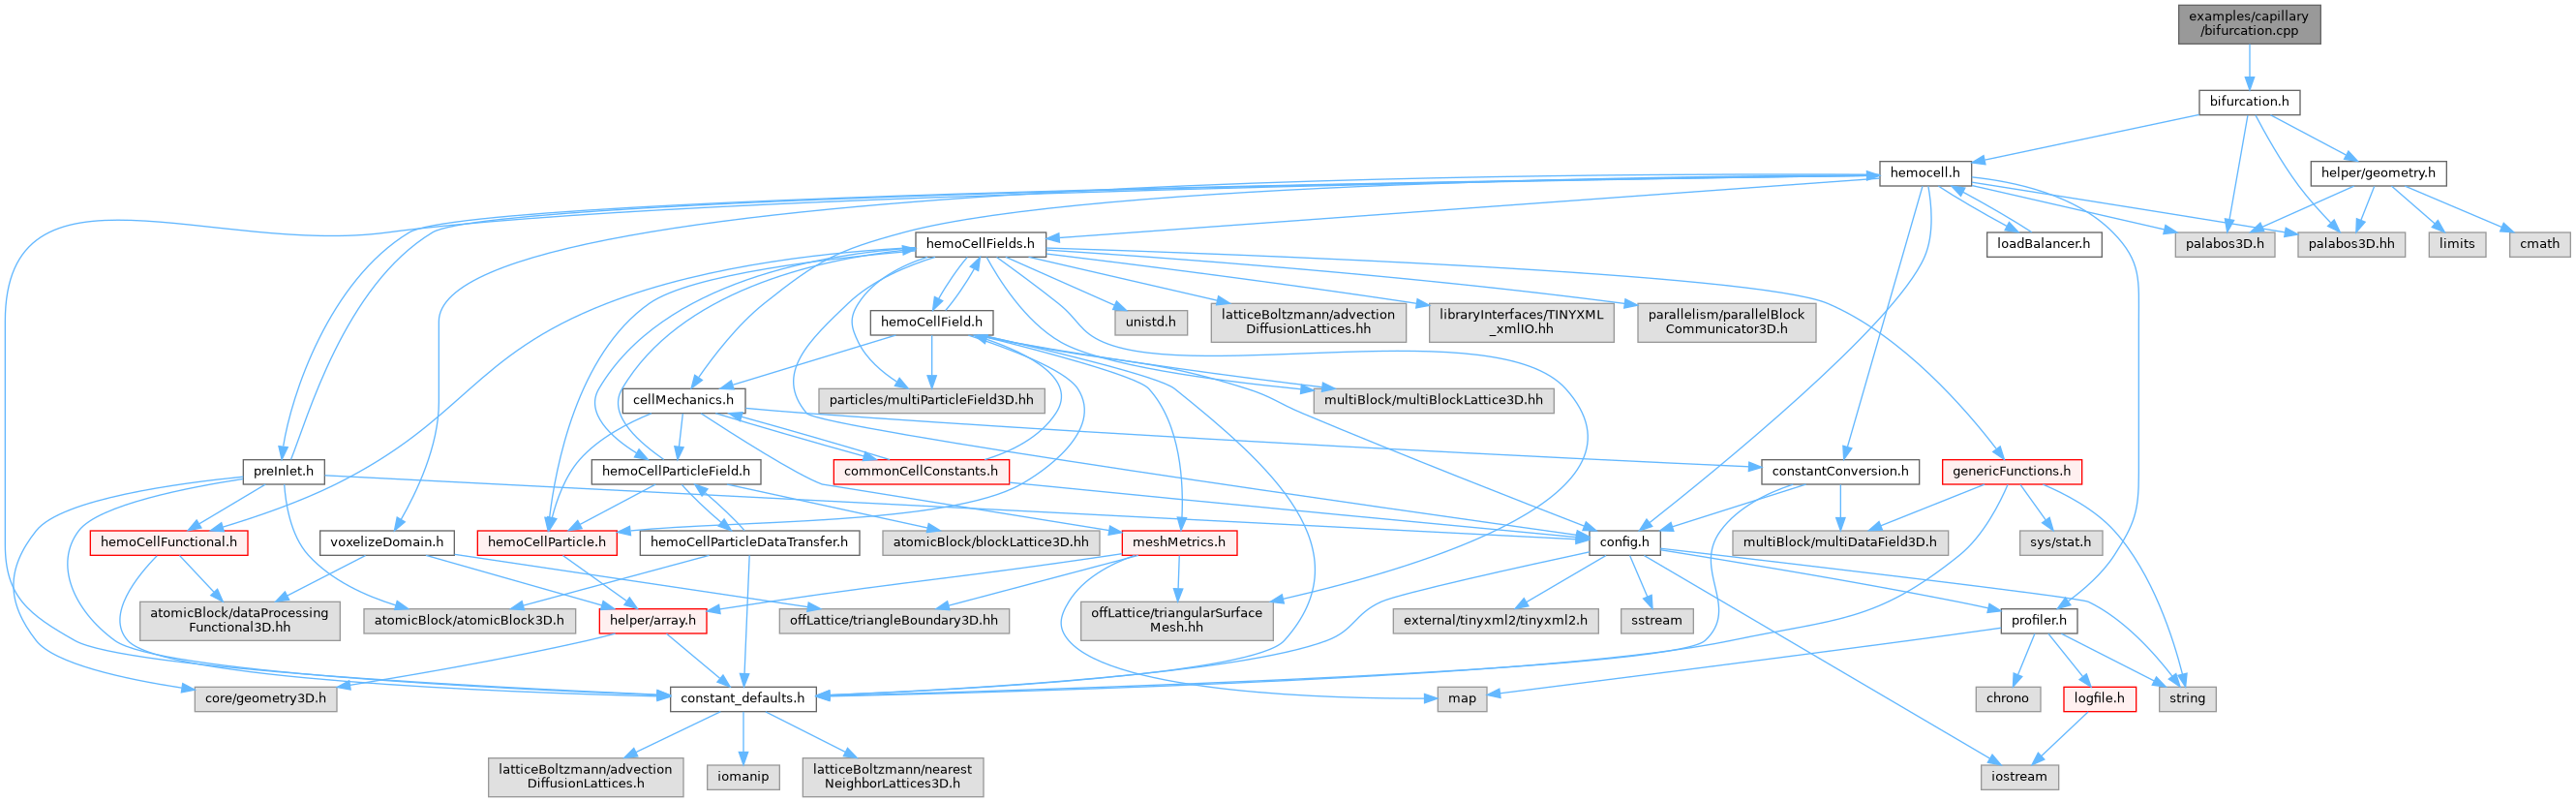 examples/capillary
/bifurcation.cpp
bifurcation.h
hemocell.h
helper/geometry.h
hemoCellFields.h
loadBalancer.h
palabos3D.h
palabos3D.hh
limits
cmath
hemoCellField.h
unistd.h
latticeBoltzmann/advection
DiffusionLattices.hh
libraryInterfaces/TINYXML
_xmlIO.hh
parallelism/parallelBlock
Communicator3D.h
cellMechanics.h
particles/multiParticleField3D.hh
multiBlock/multiBlockLattice3D.hh
preInlet.h
hemoCellParticleField.h
commonCellConstants.h
constantConversion.h
genericFunctions.h
hemoCellFunctional.h
voxelizeDomain.h
hemoCellParticle.h
hemoCellParticleDataTransfer.h
atomicBlock/blockLattice3D.hh
meshMetrics.h
config.h
multiBlock/multiDataField3D.h
sys/stat.h
atomicBlock/dataProcessing
Functional3D.hh
atomicBlock/atomicBlock3D.h
helper/array.h
offLattice/triangleBoundary3D.hh
offLattice/triangularSurface
Mesh.hh
external/tinyxml2/tinyxml2.h
sstream
profiler.h
core/geometry3D.h
constant_defaults.h
map
chrono
logfile.h
string
latticeBoltzmann/advection
DiffusionLattices.h
iomanip
latticeBoltzmann/nearest
NeighborLattices3D.h
iostream